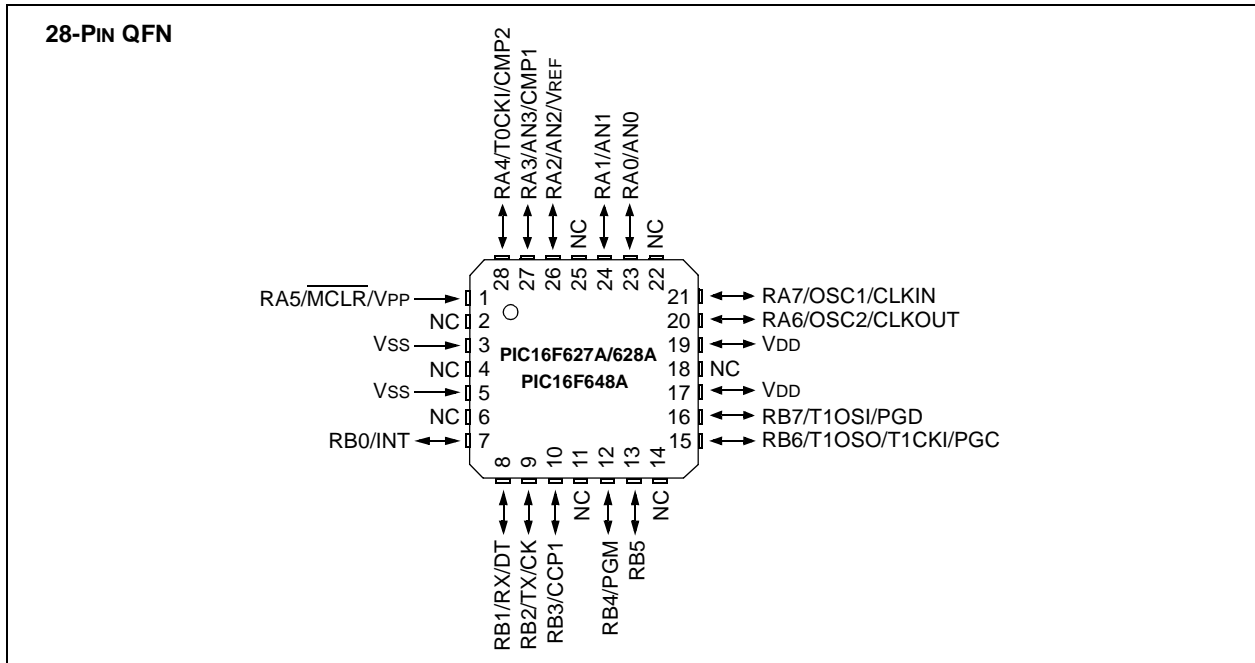 28-PIN QFN
RA4/T0CKI/CMP2
RA3/AN3/CMP1
RA2/AN2/VREF
NC
RA1/AN1
RA0/AN0
NC
28
27
26
25
24
23
22
RA5/MCLR/VPP 1
NC 2
VSS 3
NC 4
VSS 5
NC 6
RB0/INT 7
PIC16F627A/628A
PIC16F648A
21 RA7/OSC1/CLKIN
20 RA6/OSC2/CLKOUT
19 VDD
18 NC
17 VDD
16 RB7/T1OSI/PGD
15 RB6/T1OSO/T1CKI/PGC
8
9
10
11
12
13
14
RB1/RX/DT
RB2/TX/CK
RB3/CCP1
NC
RB4/PGM
RB5
NC